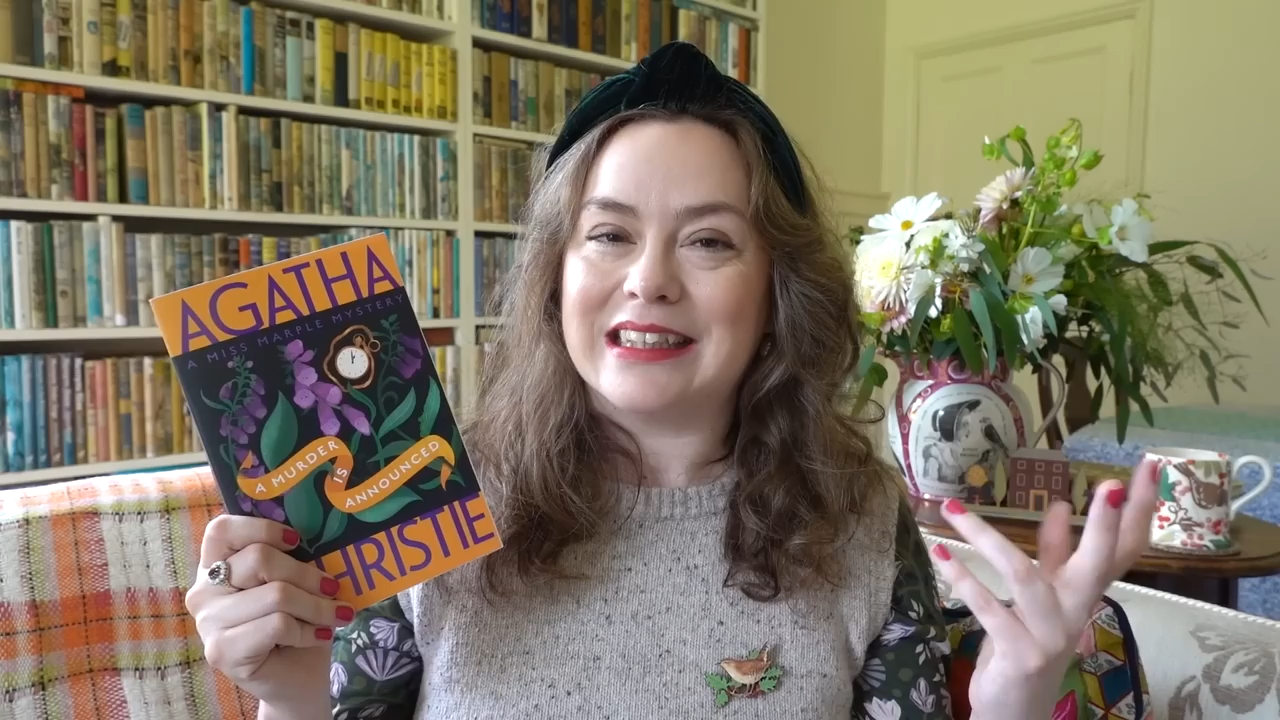 AGATHA
A MISS MARPLE MYSTERY
A MURDER
IS
ANNOUNCED
CHRISTIE